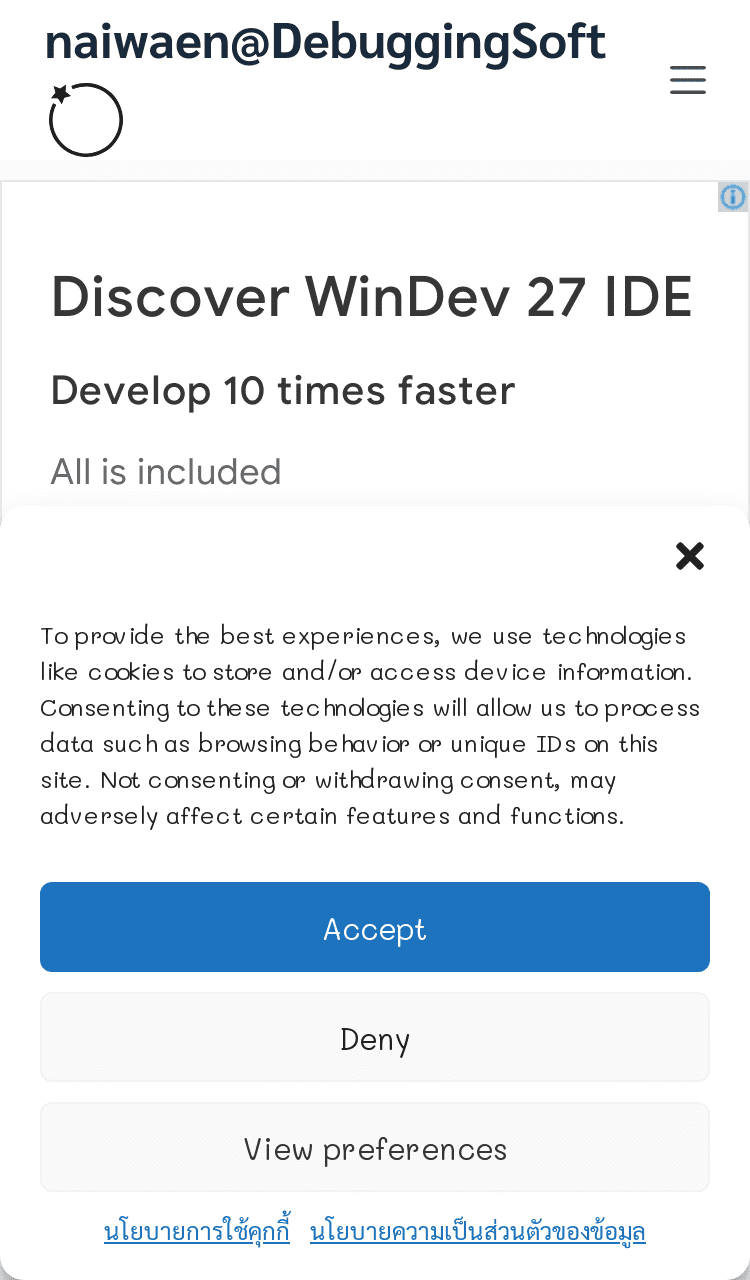 naiwaen@DebuggingSoft
Discover WinDev 27 IDE
Develop 10 times faster
All is included
To provide the best experiences, we use technologies
like cookies to store and/or access device information.
Consenting to these technologies will allow us to process
data such as browsing behavior or unique IDs on this
site. Not consenting or withdrawing consent, may
adversely affect certain features and functions.
Accept
Deny
View preferences
นโยบายการใช้คุกกี้ นโยบายความเป็นส่วนตัวของข้อมูล